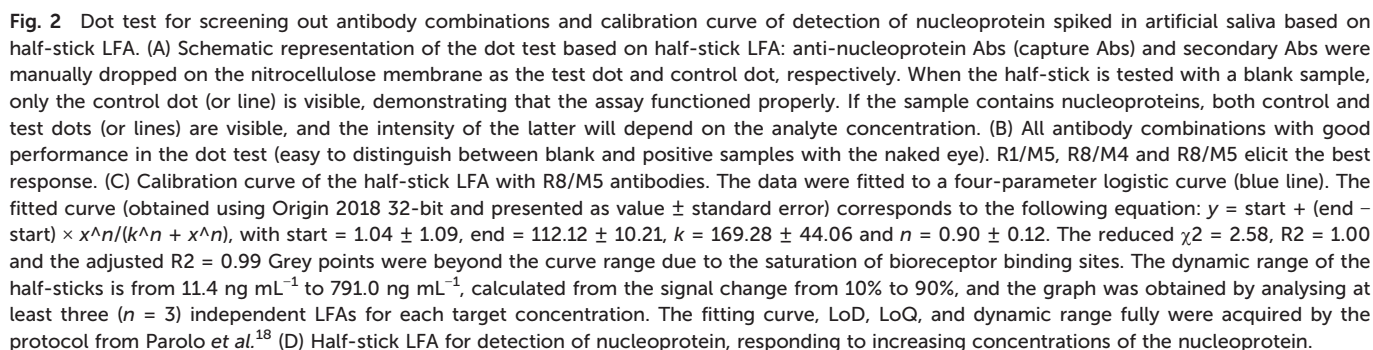 Fig. 2 Dot test for screening out antibody combinations and calibration curve of detection of nucleoprotein spiked in artificial saliva based on
half-stick LFA. (A) Schematic representation of the dot test based on half-stick LFA: anti-nucleoprotein Abs (capture Abs) and secondary Abs were
manually dropped on the nitrocellulose membrane as the test dot and control dot, respectively. When the half-stick is tested with a blank sample,
only the control dot (or line) is visible, demonstrating that the assay functioned properly. If the sample contains nucleoproteins, both control and
test dots (or lines) are visible, and the intensity of the latter will depend on the analyte concentration. (B) All antibody combinations with good
performance in the dot test (easy to distinguish between blank and positive samples with the naked eye). R1/M5, R8/M4 and R8/M5 elicit the best
response. (C) Calibration curve of the half-stick LFA with R8/M5 antibodies. The data were fitted to a four-parameter logistic curve (blue line). The
fitted curve (obtained using Origin 2018 32-bit and presented as value ± standard error) corresponds to the following equation: y = start + (end −
start) × x^n/(k^n + x^n), with start = 1.04 ± 1.09, end = 112.12 ± 10.21, k = 169.28 ± 44.06 and n = 0.90 ± 0.12. The reduced χ2 = 2.58, R2 = 1.00
and the adjusted R2 = 0.99 Grey points were beyond the curve range due to the saturation of bioreceptor binding sites. The dynamic range of the
half-sticks is from 11.4 ng mL⁻¹ to 791.0 ng mL⁻¹, calculated from the signal change from 10% to 90%, and the graph was obtained by analysing at
least three (n = 3) independent LFAs for each target concentration. The fitting curve, LoD, LoQ, and dynamic range fully were acquired by the
protocol from Parolo et al.¹⁸ (D) Half-stick LFA for detection of nucleoprotein, responding to increasing concentrations of the nucleoprotein.